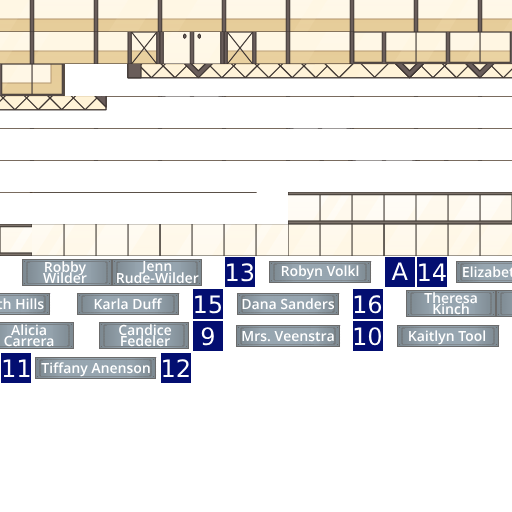 Robby Wilder
Jenn Rude-Wilder
13
Robyn Volkl
A
14
Elizabet
th Hills
Karla Duff
15
Dana Sanders
16
Theresa Kinch
Alicia Carrera
Candice Fedeler
9
Mrs. Veenstra
10
Kaitlyn Tool
11
Tiffany Anenson
12